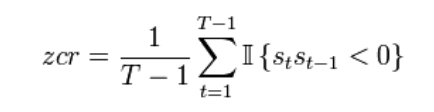 zcr = \frac{1}{T-1} \sum_{t=1}^{T-1} \mathbb{I}\{s_t s_{t-1} < 0\}